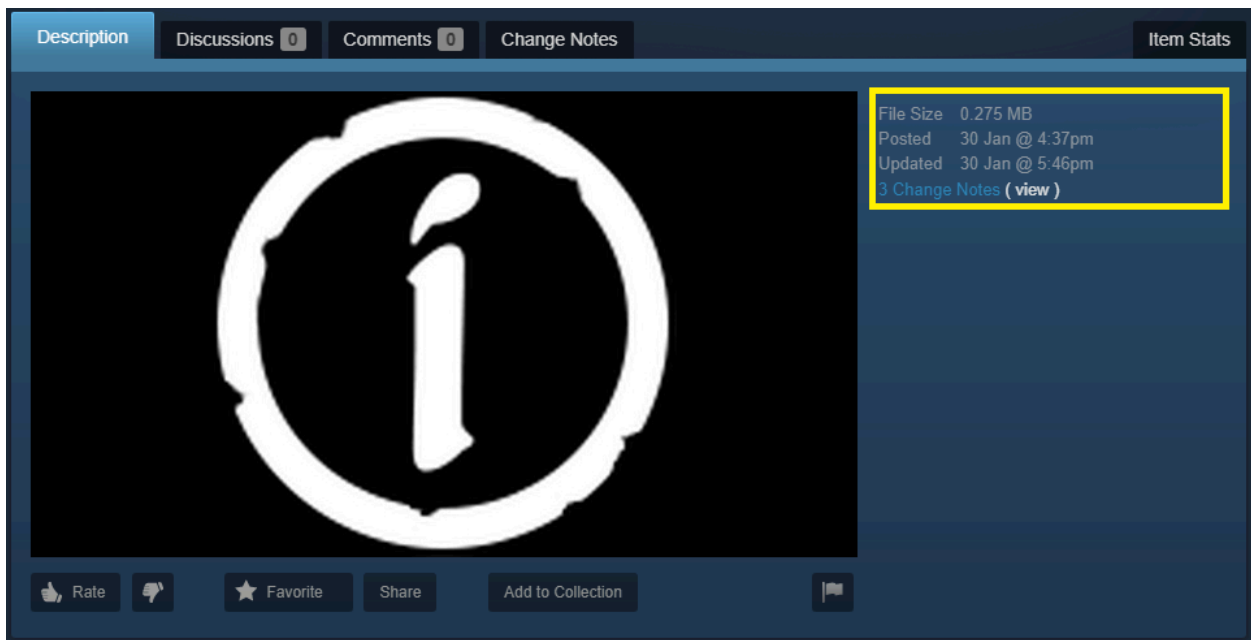 Description Discussions 0 Comments 0 Change Notes Item Stats
í
File Size 0.275 MB
Posted 30 Jan @ 4:37pm
Updated 30 Jan @ 5:46pm
3 Change Notes ( view )
Rate Favorite Share Add to Collection